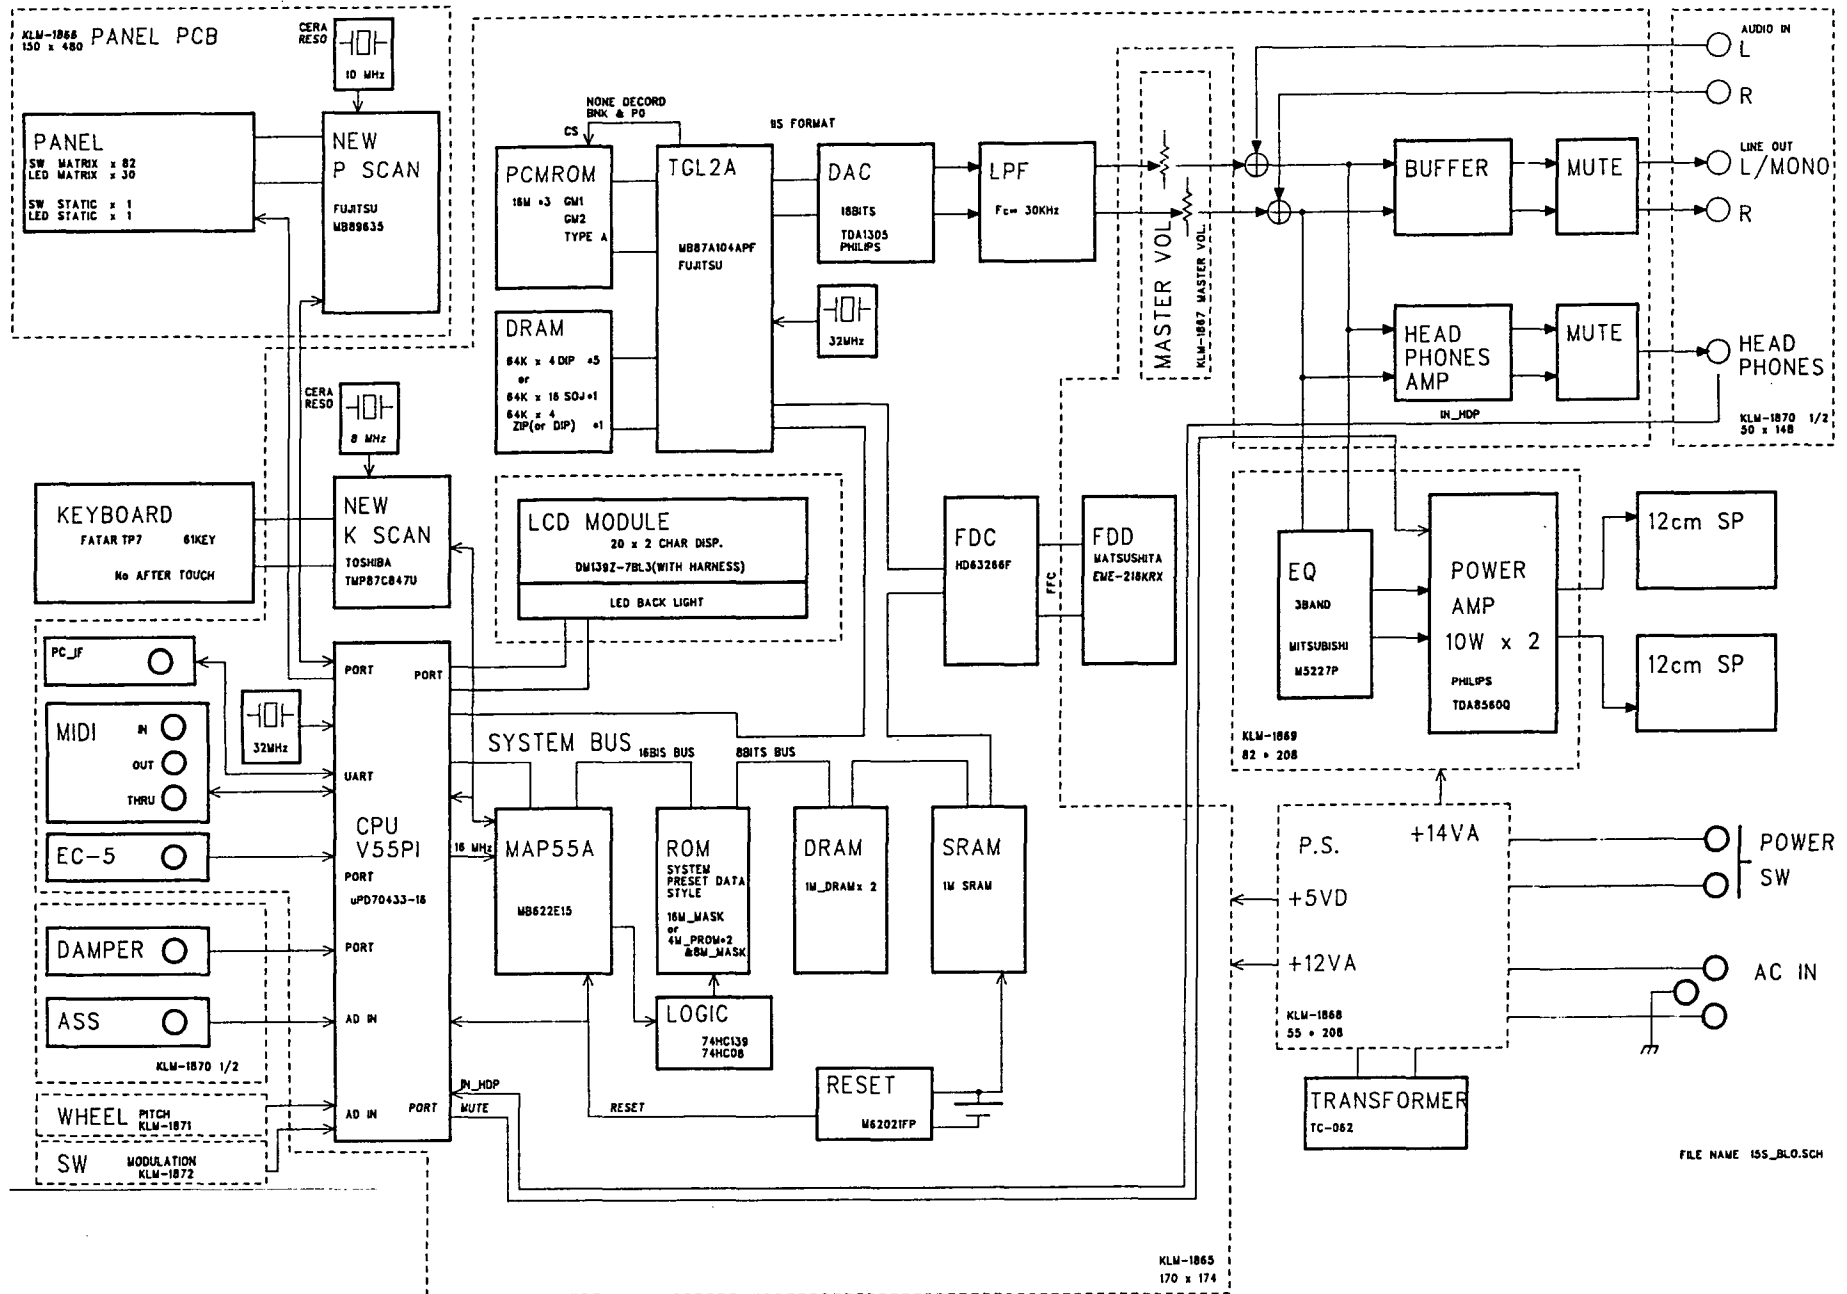 KLM-1866
150 x 480
PANEL PCB
CERA
RESO
10 MHz
PANEL
SW MATRIX x 82
LED MATRIX x 30
SW STATIC x 1
LED STATIC x 1
NEW
P SCAN
FUJITSU
MB89635
NONE DECORD
BNK & PO
CS
IIS FORMAT
PCMROM
16M *3 GM1
GM2
TYPE A
TGL2A
MB87A104APF
FUJITSU
DAC
18BITS
TDA1305
PHILIPS
LPF
Fc= 30KHz
32MHz
DRAM
64K x 4 DIP *5
or
64K x 16 SOJ*1
64K x 4
ZIP(or DIP) *1
MASTER VOL.
KLM-1867 MASTER VOL.
BUFFER
MUTE
HEAD
PHONES
AMP
MUTE
IN_HDP
AUDIO IN
L
R
LINE OUT
L/MONO
R
HEAD
PHONES
KLM-1870 1/2
50 x 148
CERA
RESO
8 MHz
KEYBOARD
FATAR TP7 61KEY
No AFTER TOUCH
NEW
K SCAN
TOSHIBA
TMP87C847U
LCD MODULE
20 x 2 CHAR DISP.
DM139Z-7BL3(WITH HARNESS)
LED BACK LIGHT
FDC
HD63266F
FFC
FDD
MATSUSHITA
EME-216KRX
EQ
3BAND
MITSUBISHI
M5227P
POWER
AMP
10W x 2
PHILIPS
TDA8560Q
12cm SP
12cm SP
KLM-1869
82 * 208
PC_IF
MIDI
IN
OUT
THRU
EC-5
32MHz
PORT
PORT
UART
CPU
V55PI
PORT
uPD70433-16
PORT
AD IN
AD IN
PORT
16 MHz
SYSTEM BUS
16BIS BUS
8BITS BUS
MAP55A
MB622E15
ROM
SYSTEM
PRESET DATA
STYLE
16M_MASK
or
4M_PROM*2
&8M_MASK
DRAM
1M_DRAMx 2
SRAM
1M SRAM
LOGIC
74HC139
74HC08
DAMPER
ASS
KLM-1870 1/2
WHEEL
PITCH
KLM-1871
SW
MODULATION
KLM-1872
IN_HDP
MUTE
RESET
RESET
M62021FP
P.S.
+14VA
+5VD
+12VA
KLM-1868
55 * 208
POWER
SW
AC IN
TRANSFORMER
TC-062
FILE NAME I5S_BLO.SCH
KLM-1865
170 x 174